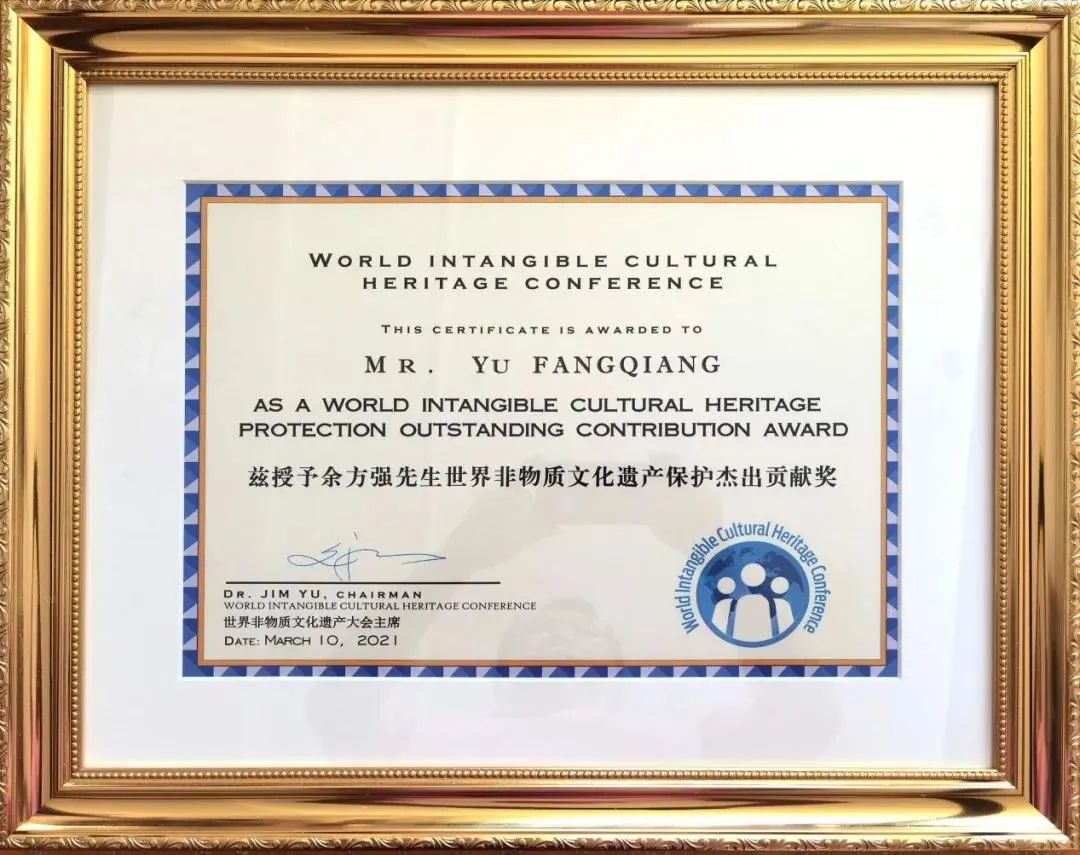 WORLD INTANGIBLE CULTURAL
HERITAGE CONFERENCE
THIS CERTIFICATE IS AWARDED TO
MR. YU FANGQIANG
AS A WORLD INTANGIBLE CULTURAL HERITAGE
PROTECTION OUTSTANDING CONTRIBUTION AWARD
兹授予余方强先生世界非物质文化遗产保护杰出贡献奖
DR. JIM YU, CHAIRMAN
WORLD INTANGIBLE CULTURAL HERITAGE CONFERENCE
世界非物质文化遗产大会主席
DATE: MARCH 10, 2021
World Intangible Cultural Heritage Conference